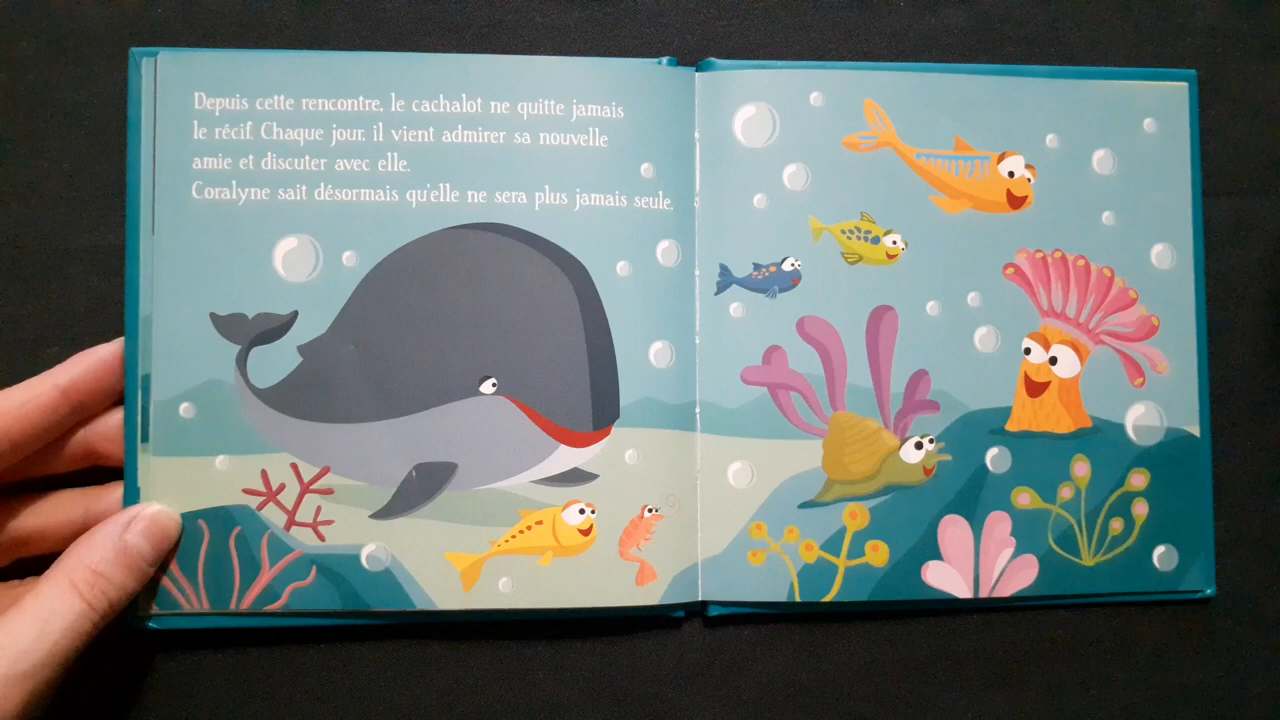 Depuis cette rencontre, le cachalot ne quitte jamais
le récif. Chaque jour, il vient admirer sa nouvelle
amie et discuter avec elle.
Coralyne sait désormais qu'elle ne sera plus jamais seule.